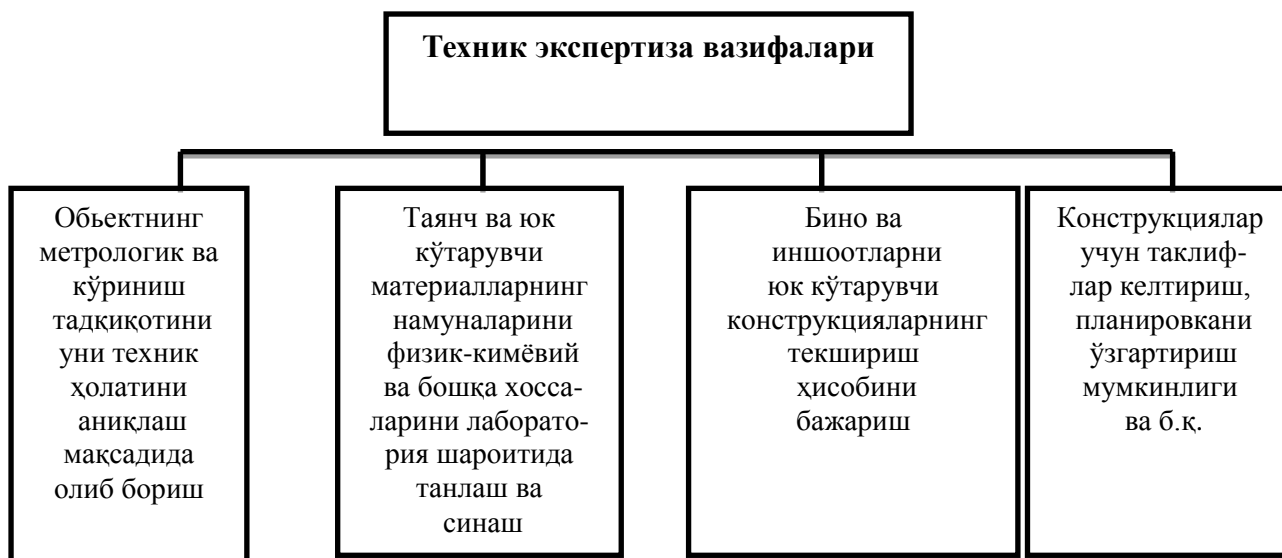 Техник экспертиза вазифалари
Обьектнинг
метрологик ва
кўриниш
тадқиқотини
уни техник
ҳолатини
аниқлаш
мақсадида
олиб бориш
Таянч ва юк
кўтарувчи
материалларнинг
намуналарини
физик-кимёвий
ва бошқа хосса-
ларини лаборато-
рия шароитида
танлаш ва
синаш
Бино ва
иншоотларни
юк кўтарувчи
конструкцияларнинг
текшириш
ҳисобини
бажариш
Конструкциялар
учун таклиф-
лар келтириш,
планировкани
ўзгартириш
мумкинлиги
ва б.қ.